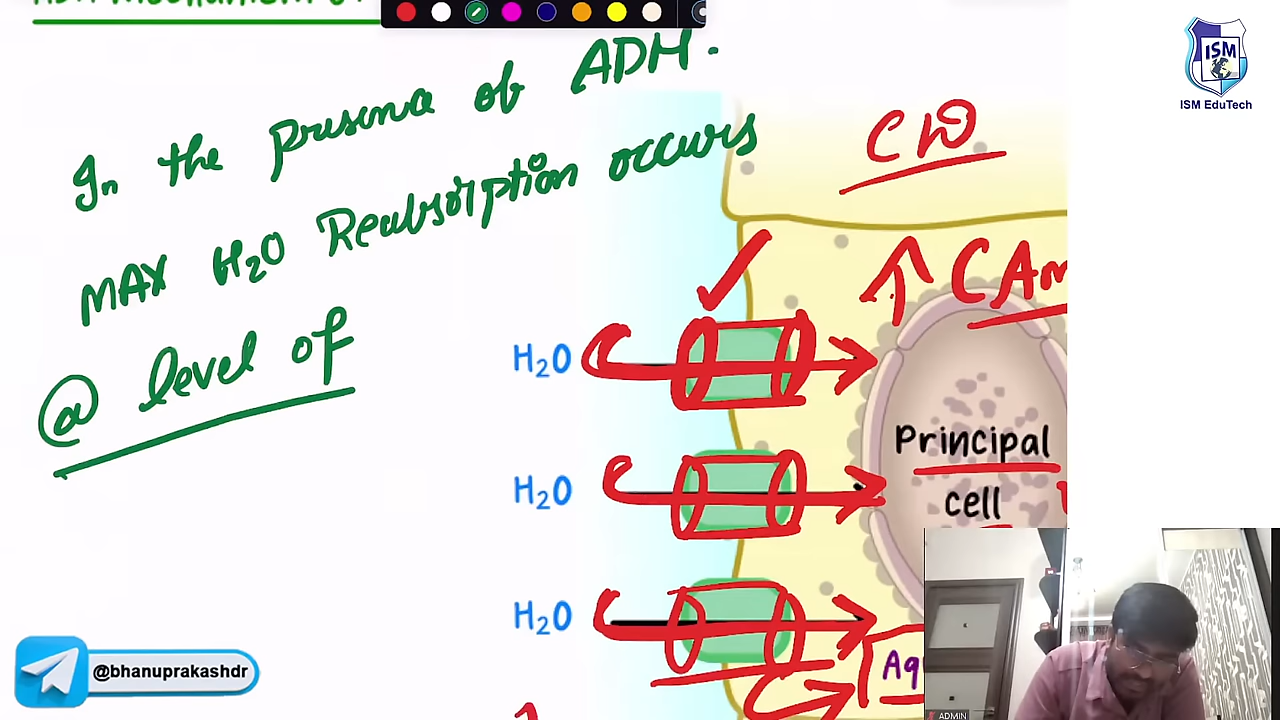 In the presence of ADH.
MAX H2O Reabsorption occurs
@ level of
CD
↑ CAm
H2O
H2O
H2O
Principal
cell
Aq
ISM
ISM EduTech
@bhanuprakashdr
ADMIN